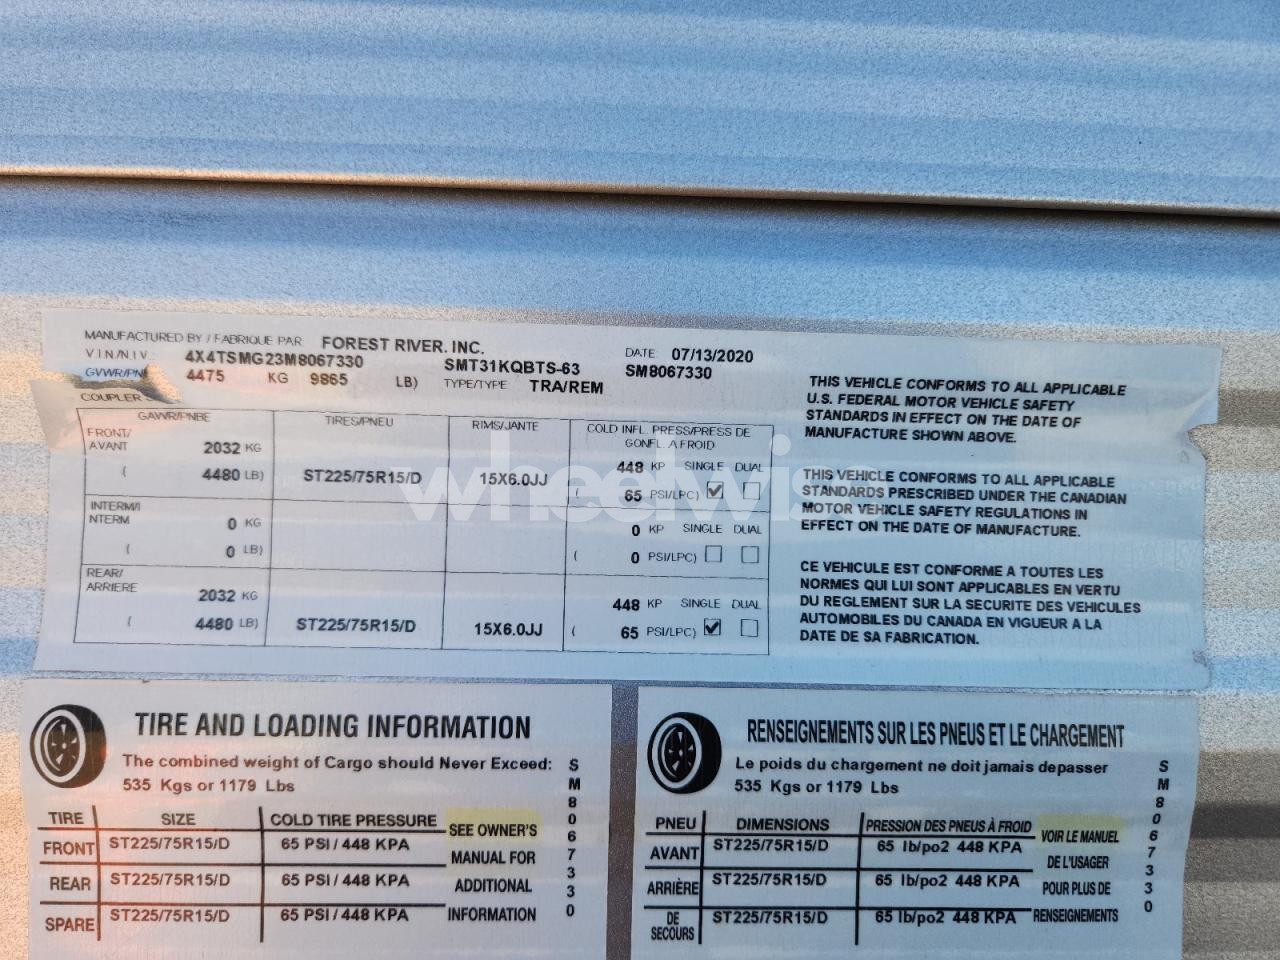 MANUFACTURED BY / FABRIQUE PAR FOREST RIVER. INC.
DATE 07/13/2020
V.I.N/N.I.V. 4X4TSMG23M8067330 SMT31KQBTS-63 SM8067330
GVWR/PN 4475 KG 9865 LB) TYPE/TYPE TRA/REM
COUPLER
GAWR/PNBE TIRES/PNEU RIMS/JANTE COLD INFL. PRESS/PRESS DE
GONFL. A FROID
FRONT/
AVANT 2032 KG 448 KP SINGLE DUAL
( 4480 LB) ST225/75R15/D 15X6.0JJ ( 65 PSI/LPC)
INTERM/I
NTERM 0 KG 0 KP SINGLE DUAL
( 0 LB) ( 0 PSI/LPC)
REAR/
ARRIERE 2032 KG 448 KP SINGLE DUAL
( 4480 LB) ST225/75R15/D 15X6.0JJ ( 65 PSI/LPC)
THIS VEHICLE CONFORMS TO ALL APPLICABLE
U.S. FEDERAL MOTOR VEHICLE SAFETY
STANDARDS IN EFFECT ON THE DATE OF
MANUFACTURE SHOWN ABOVE.
THIS VEHICLE CONFORMS TO ALL APPLICABLE
STANDARDS PRESCRIBED UNDER THE CANADIAN
MOTOR VEHICLE SAFETY REGULATIONS IN
EFFECT ON THE DATE OF MANUFACTURE.
CE VEHICULE EST CONFORME A TOUTES LES
NORMES QUI LUI SONT APPLICABLES EN VERTU
DU REGLEMENT SUR LA SECURITE DES VEHICULES
AUTOMOBILES DU CANADA EN VIGUEUR A LA
DATE DE SA FABRICATION.
wheelwise
TIRE AND LOADING INFORMATION
The combined weight of Cargo should Never Exceed:
535 Kgs or 1179 Lbs
TIRE SIZE COLD TIRE PRESSURE
FRONT ST225/75R15/D 65 PSI / 448 KPA
REAR ST225/75R15/D 65 PSI / 448 KPA
SPARE ST225/75R15/D 65 PSI / 448 KPA
SEE OWNER'S
MANUAL FOR
ADDITIONAL
INFORMATION
SM8067330
RENSEIGNEMENTS SUR LES PNEUS ET LE CHARGEMENT
Le poids du chargement ne doit jamais depasser
535 Kgs or 1179 Lbs
PNEU DIMENSIONS PRESSION DES PNEUS À FROID
AVANT ST225/75R15/D 65 lb/po2 448 KPA
ARRIÈRE ST225/75R15/D 65 lb/po2 448 KPA
DE
SECOURS ST225/75R15/D 65 lb/po2 448 KPA
VOIR LE MANUEL
DE L'USAGER
POUR PLUS DE
RENSEIGNEMENTS
SM8067330